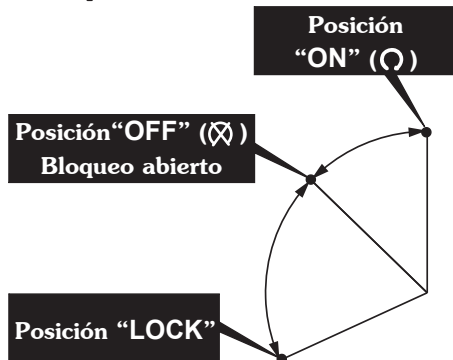 Posición
“ON” ( )
Posición“OFF” ( )
Bloqueo abierto
Posición “LOCK”